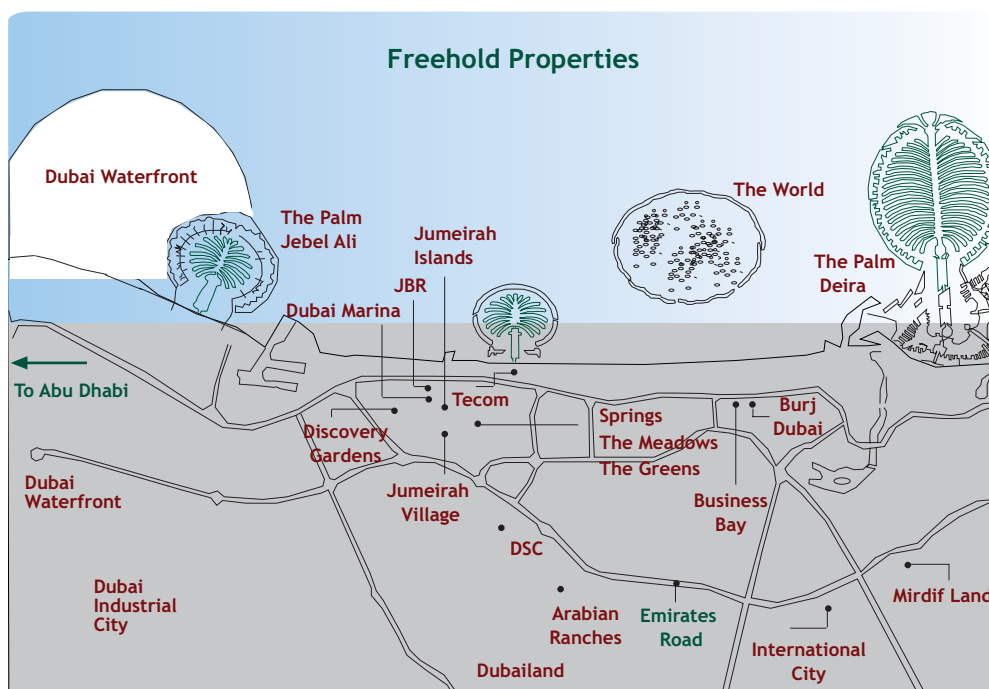 Freehold Properties
Dubai Waterfront
The World
The Palm
Jebel Ali
Jumeirah
Islands
The Palm
Deira
JBR
Dubai Marina
To Abu Dhabi
Tecom
Discovery
Gardens
Springs
The Meadows
The Greens
Burj
Dubai
Dubai
Waterfront
Jumeirah
Village
Business
Bay
DSC
Dubai
Industrial
City
Arabian
Ranches
Emirates
Road
Mirdif Land
International
City
Dubailand